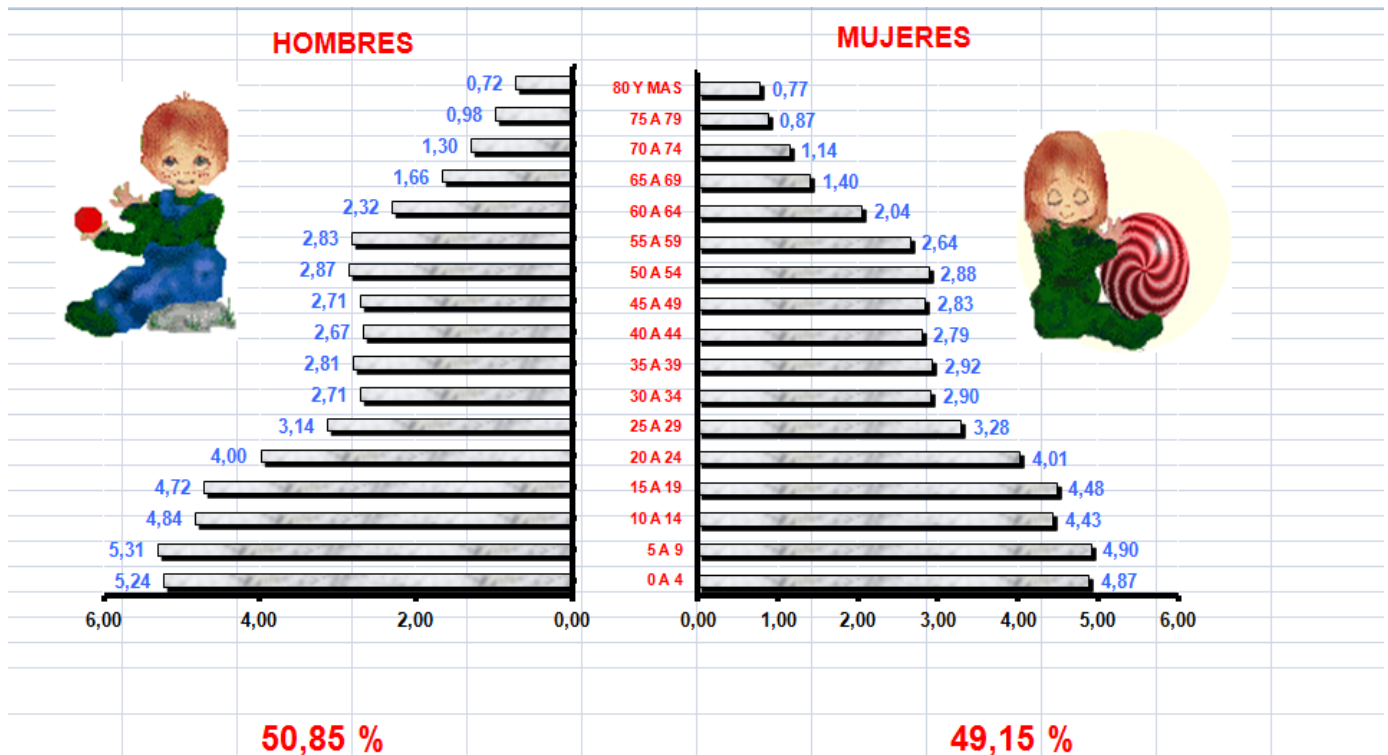 HOMBRES MUJERES
0,72 80 Y MAS 0,77
0,98 75 A 79 0,87
1,30 70 A 74 1,14
1,66 65 A 69 1,40
2,32 60 A 64 2,04
2,83 55 A 59 2,64
2,87 50 A 54 2,88
2,71 45 A 49 2,83
2,67 40 A 44 2,79
2,81 35 A 39 2,92
2,71 30 A 34 2,90
3,14 25 A 29 3,28
4,00 20 A 24 4,01
4,72 15 A 19 4,48
4,84 10 A 14 4,43
5,31 5 A 9 4,90
5,24 0 A 4 4,87
6,00 4,00 2,00 0,00 0,00 1,00 2,00 3,00 4,00 5,00 6,00
50,85 % 49,15 %